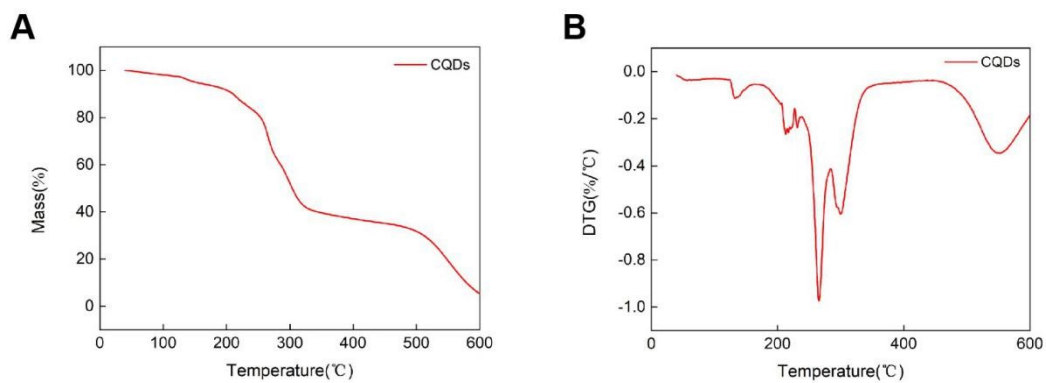 A
CQDs
100
80
60
40
20
0
Mass(%)
0 100 200 300 400 500 600
Temperature(℃)
B
CQDs
0.0
-0.2
-0.4
-0.6
-0.8
-1.0
DTG(%/℃)
0 200 400 600
Temperature(℃)